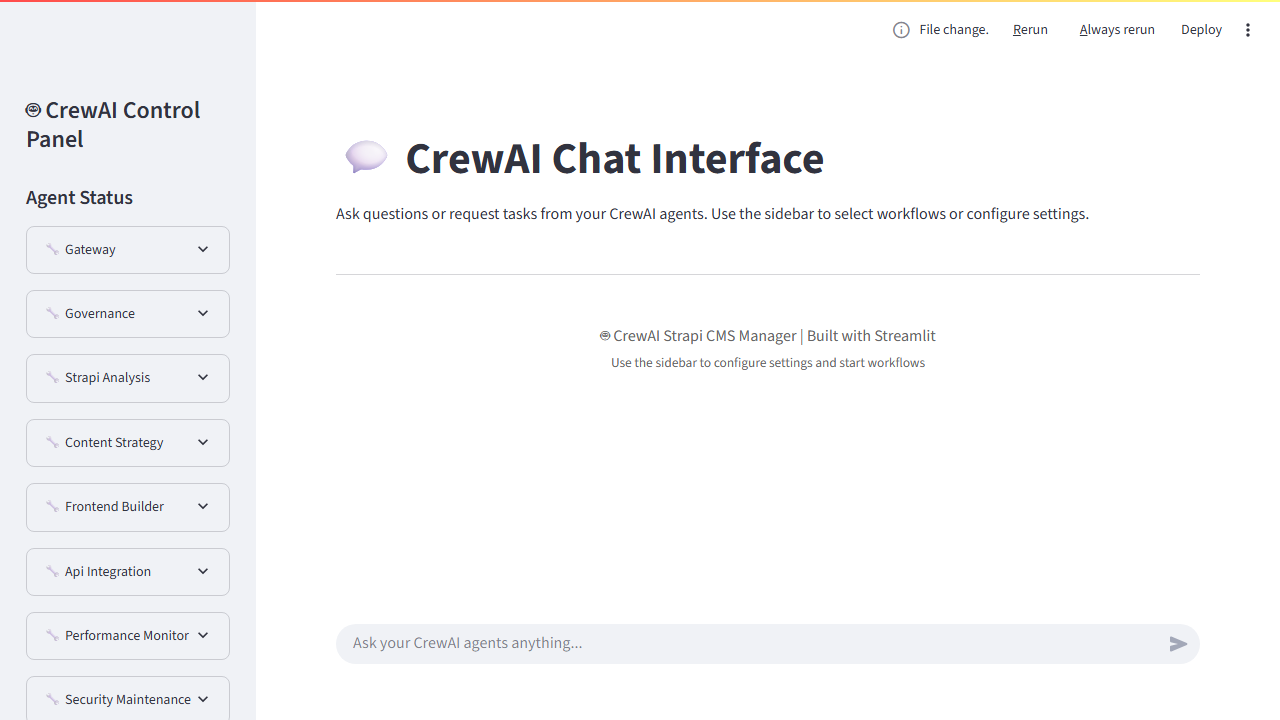 File change. Rerun Always rerun Deploy
CrewAI Control
Panel
Agent Status
Gateway
Governance
Strapi Analysis
Content Strategy
Frontend Builder
Api Integration
Performance Monitor
Security Maintenance
CrewAI Chat Interface
Ask questions or request tasks from your CrewAI agents. Use the sidebar to select workflows or configure settings.
CrewAI Strapi CMS Manager | Built with Streamlit
Use the sidebar to configure settings and start workflows
Ask your CrewAI agents anything...